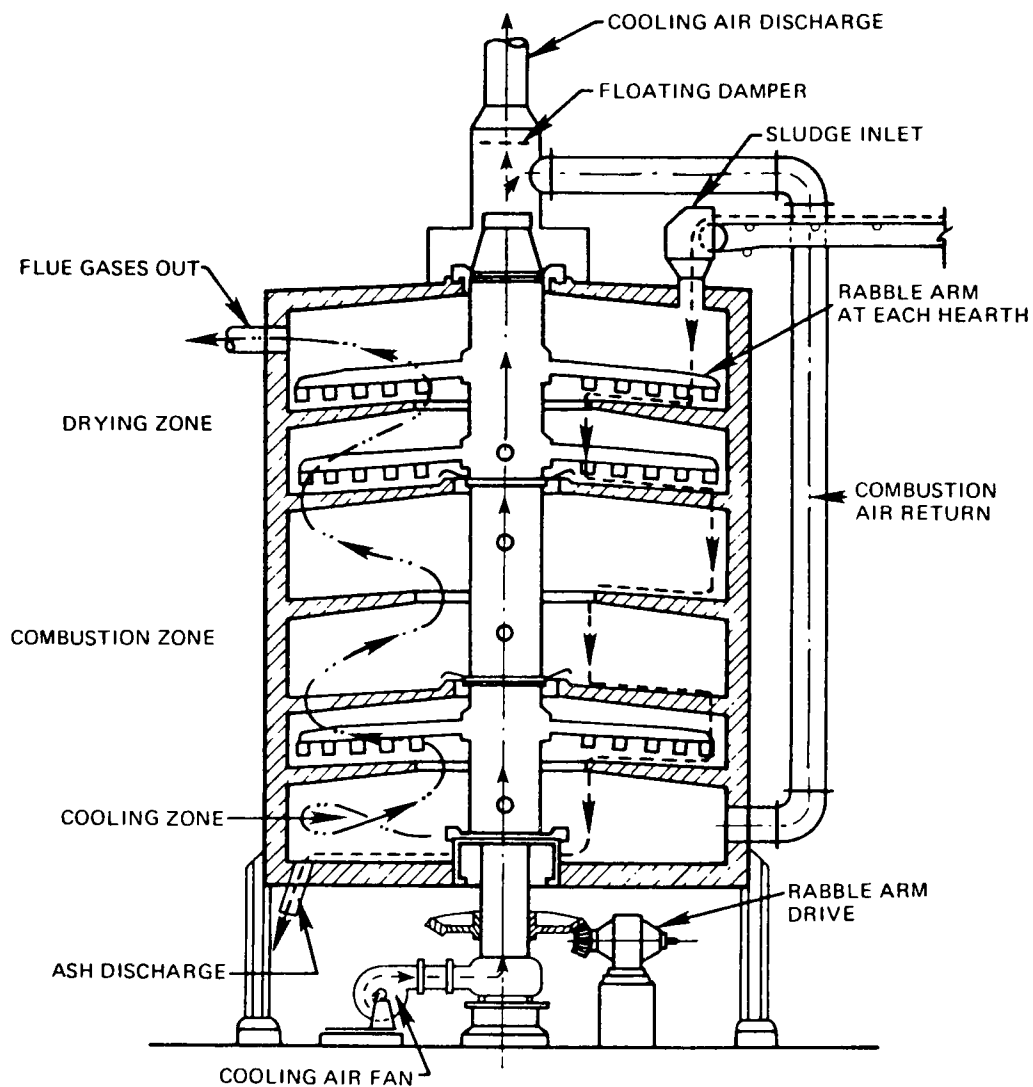 COOLING AIR DISCHARGE
FLOATING DAMPER
SLUDGE INLET
FLUE GASES OUT
RABBLE ARM
AT EACH HEARTH
DRYING ZONE
COMBUSTION
AIR RETURN
COMBUSTION ZONE
COOLING ZONE
RABBLE ARM
DRIVE
ASH DISCHARGE
COOLING AIR FAN